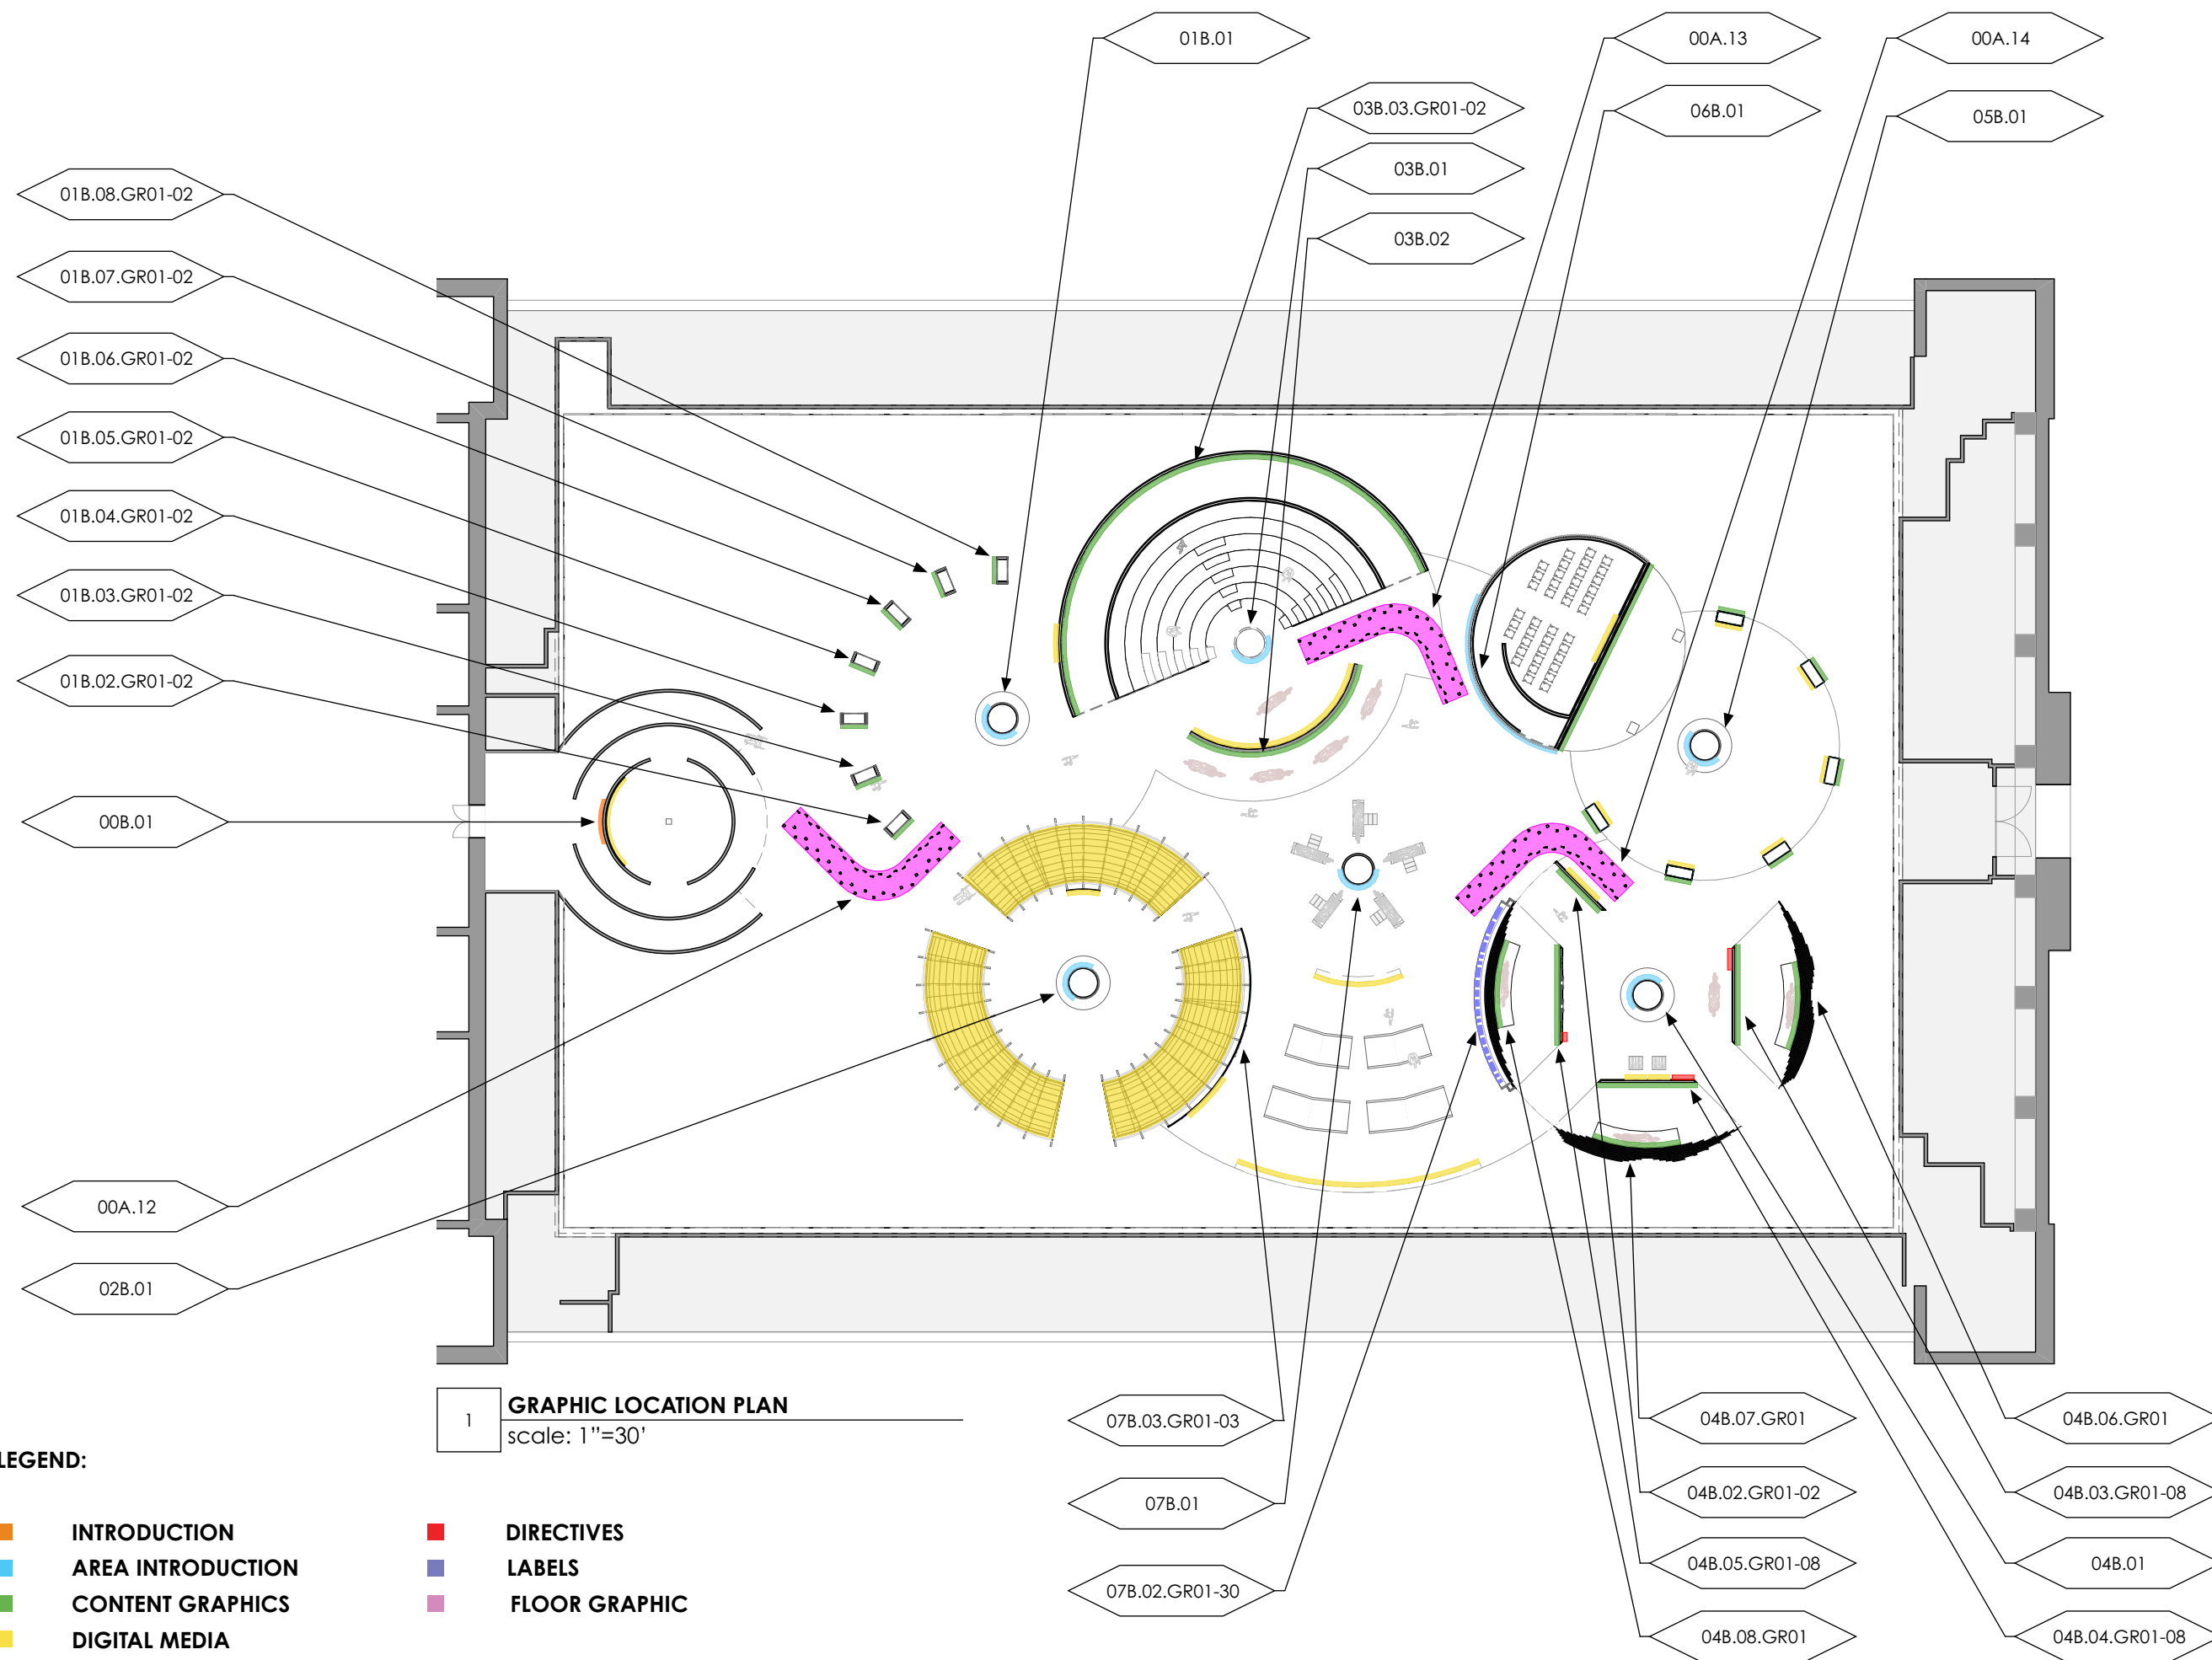 01B.01
00A.13
00A.14
03B.03.GR01-02
06B.01
05B.01
03B.01
03B.02
01B.08.GR01-02
01B.07.GR01-02
01B.06.GR01-02
01B.05.GR01-02
01B.04.GR01-02
01B.03.GR01-02
01B.02.GR01-02
00B.01
00A.12
02B.01
1
GRAPHIC LOCATION PLAN
scale: 1”=30’
07B.03.GR01-03
07B.01
07B.02.GR01-30
04B.07.GR01
04B.02.GR01-02
04B.05.GR01-08
04B.08.GR01
04B.06.GR01
04B.03.GR01-08
04B.01
04B.04.GR01-08
LEGEND:
INTRODUCTION
AREA INTRODUCTION
CONTENT GRAPHICS
DIGITAL MEDIA
DIRECTIVES
LABELS
FLOOR GRAPHIC